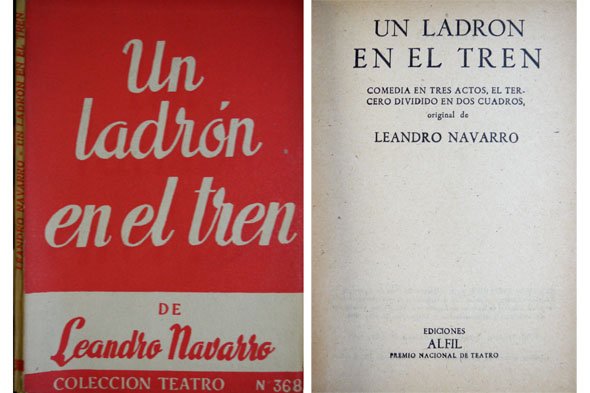 LEANDRO NAVARRO - UN LADRON EN EL TREN
Un
ladrón
en el tren
DE
Leandro Navarro
COLECCION TEATRO Nº 368
UN LADRON
EN EL TREN
COMEDIA EN TRES ACTOS, EL TER-
CERO DIVIDIDO EN DOS CUADROS,
original de
LEANDRO NAVARRO
EDICIONES
ALFIL
PREMIO NACIONAL DE TEATRO